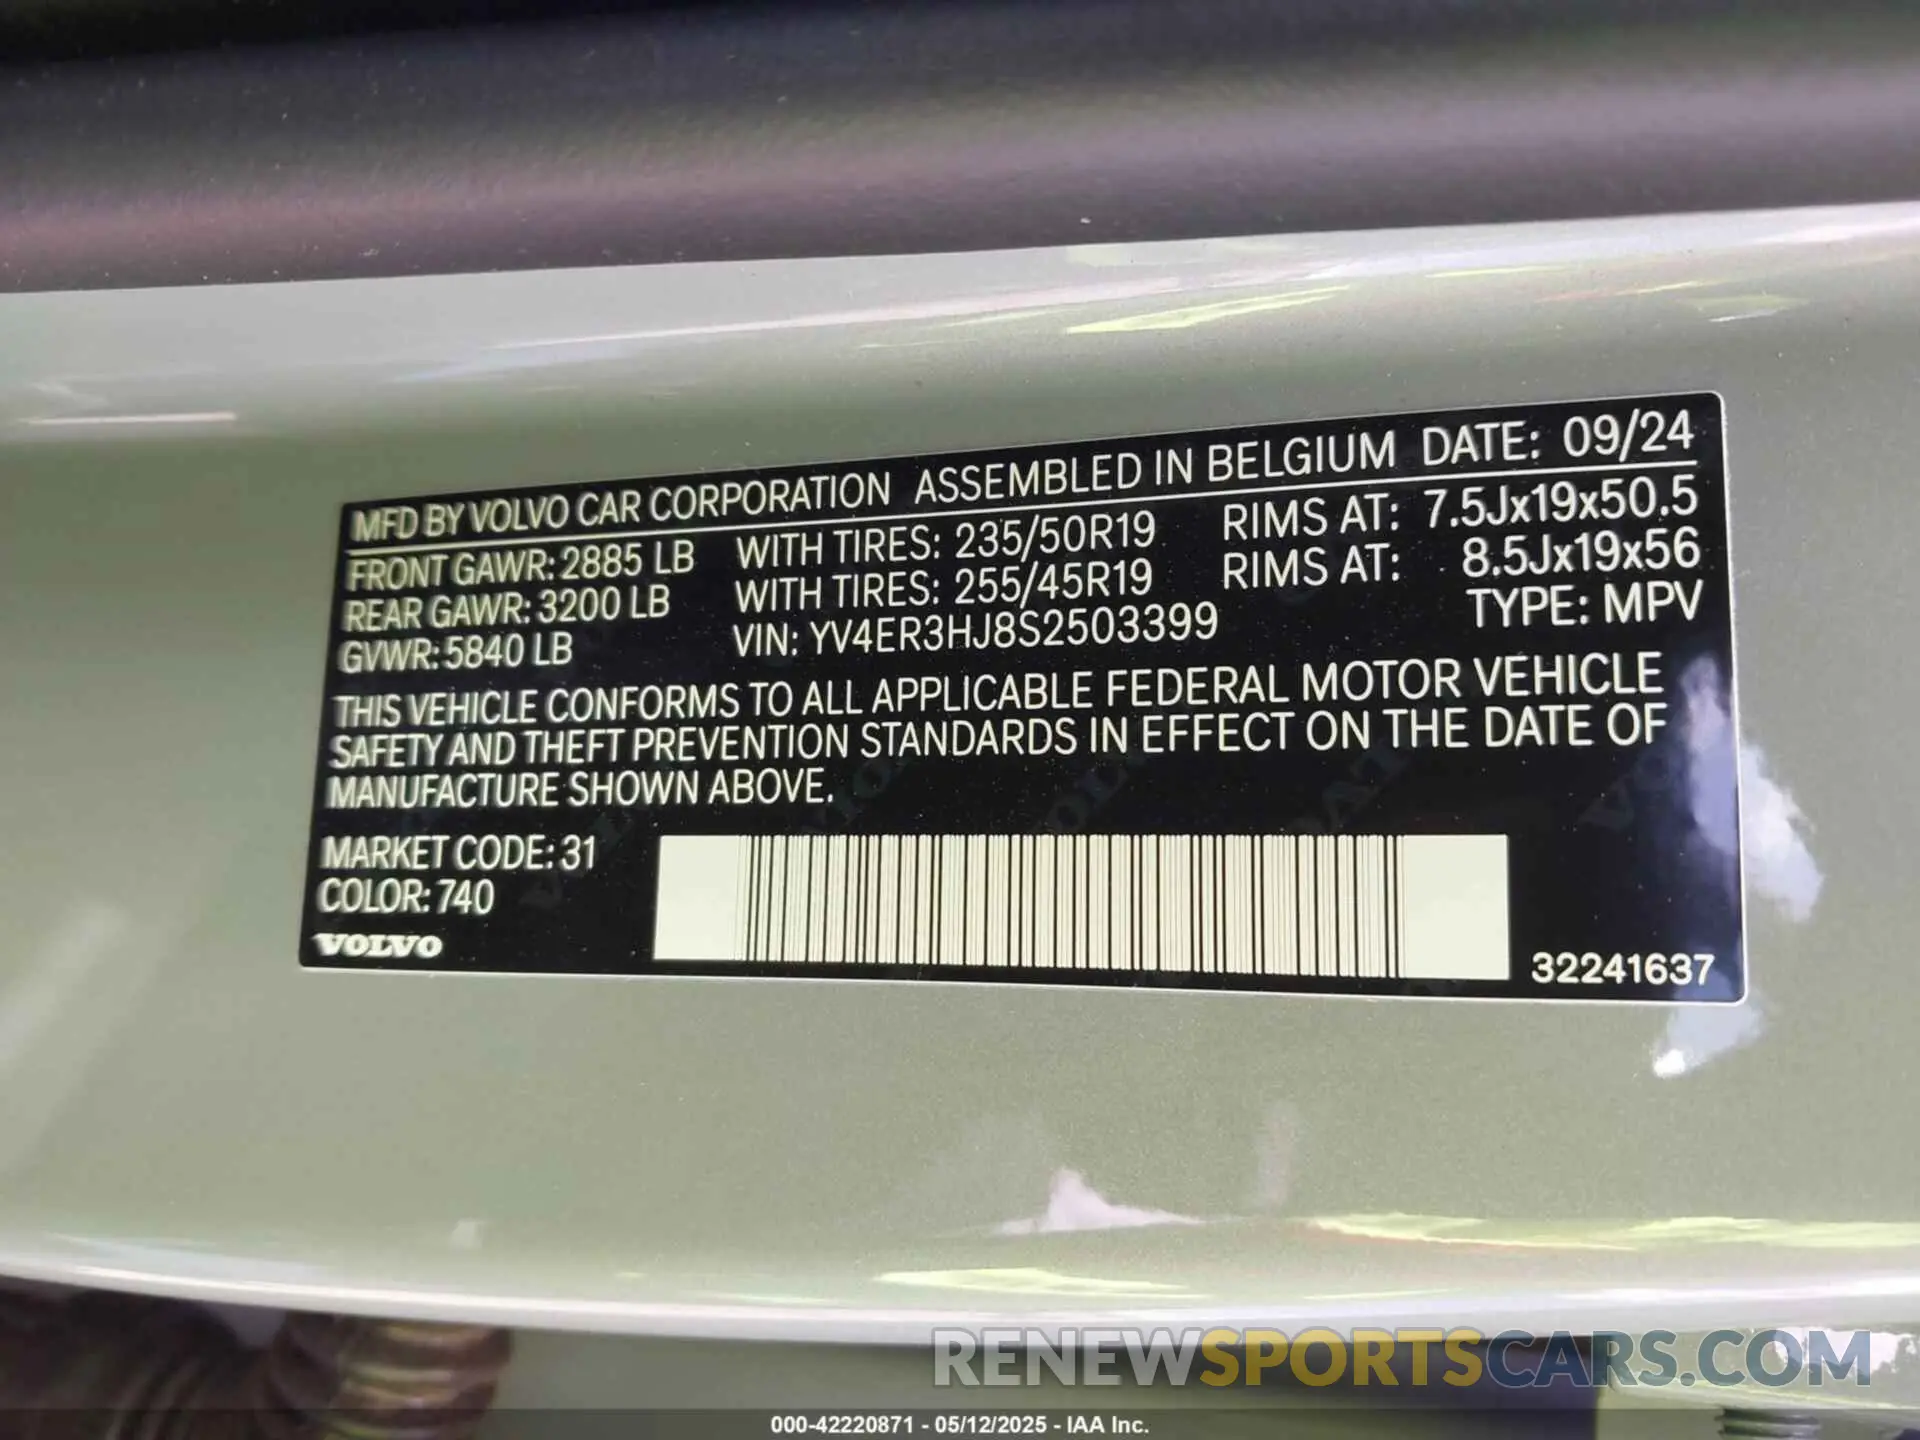 MFD BY VOLVO CAR CORPORATION ASSEMBLED IN BELGIUM DATE: 09/24
FRONT GAWR: 2885 LB WITH TIRES: 235/50R19 RIMS AT: 7.5Jx19x50.5
REAR GAWR: 3200 LB WITH TIRES: 255/45R19 RIMS AT: 8.5Jx19x56
GVWR: 5840 LB VIN: YV4ER3HJ8S2503399 TYPE: MPV
THIS VEHICLE CONFORMS TO ALL APPLICABLE FEDERAL MOTOR VEHICLE
SAFETY AND THEFT PREVENTION STANDARDS IN EFFECT ON THE DATE OF
MANUFACTURE SHOWN ABOVE.
MARKET CODE: 31
COLOR: 740
VOLVO
32241637
RENEWSPORTSCARS.COM
000-42220871 - 05/12/2025 - IAA Inc.